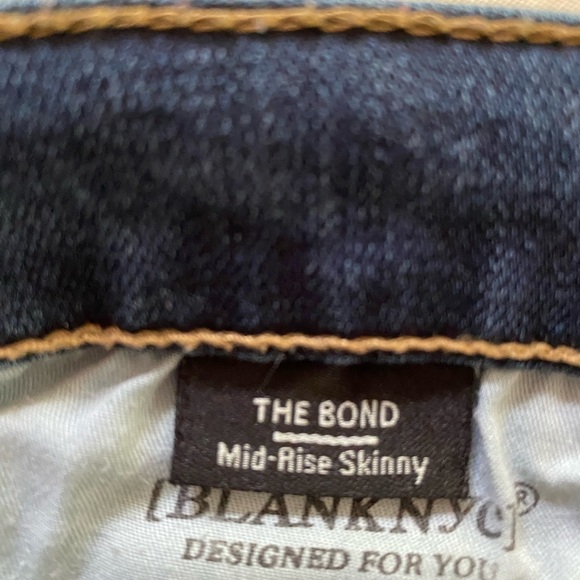 THE BOND
Mid-Rise Skinny
[BLANKNYC]®
DESIGNED FOR YOU